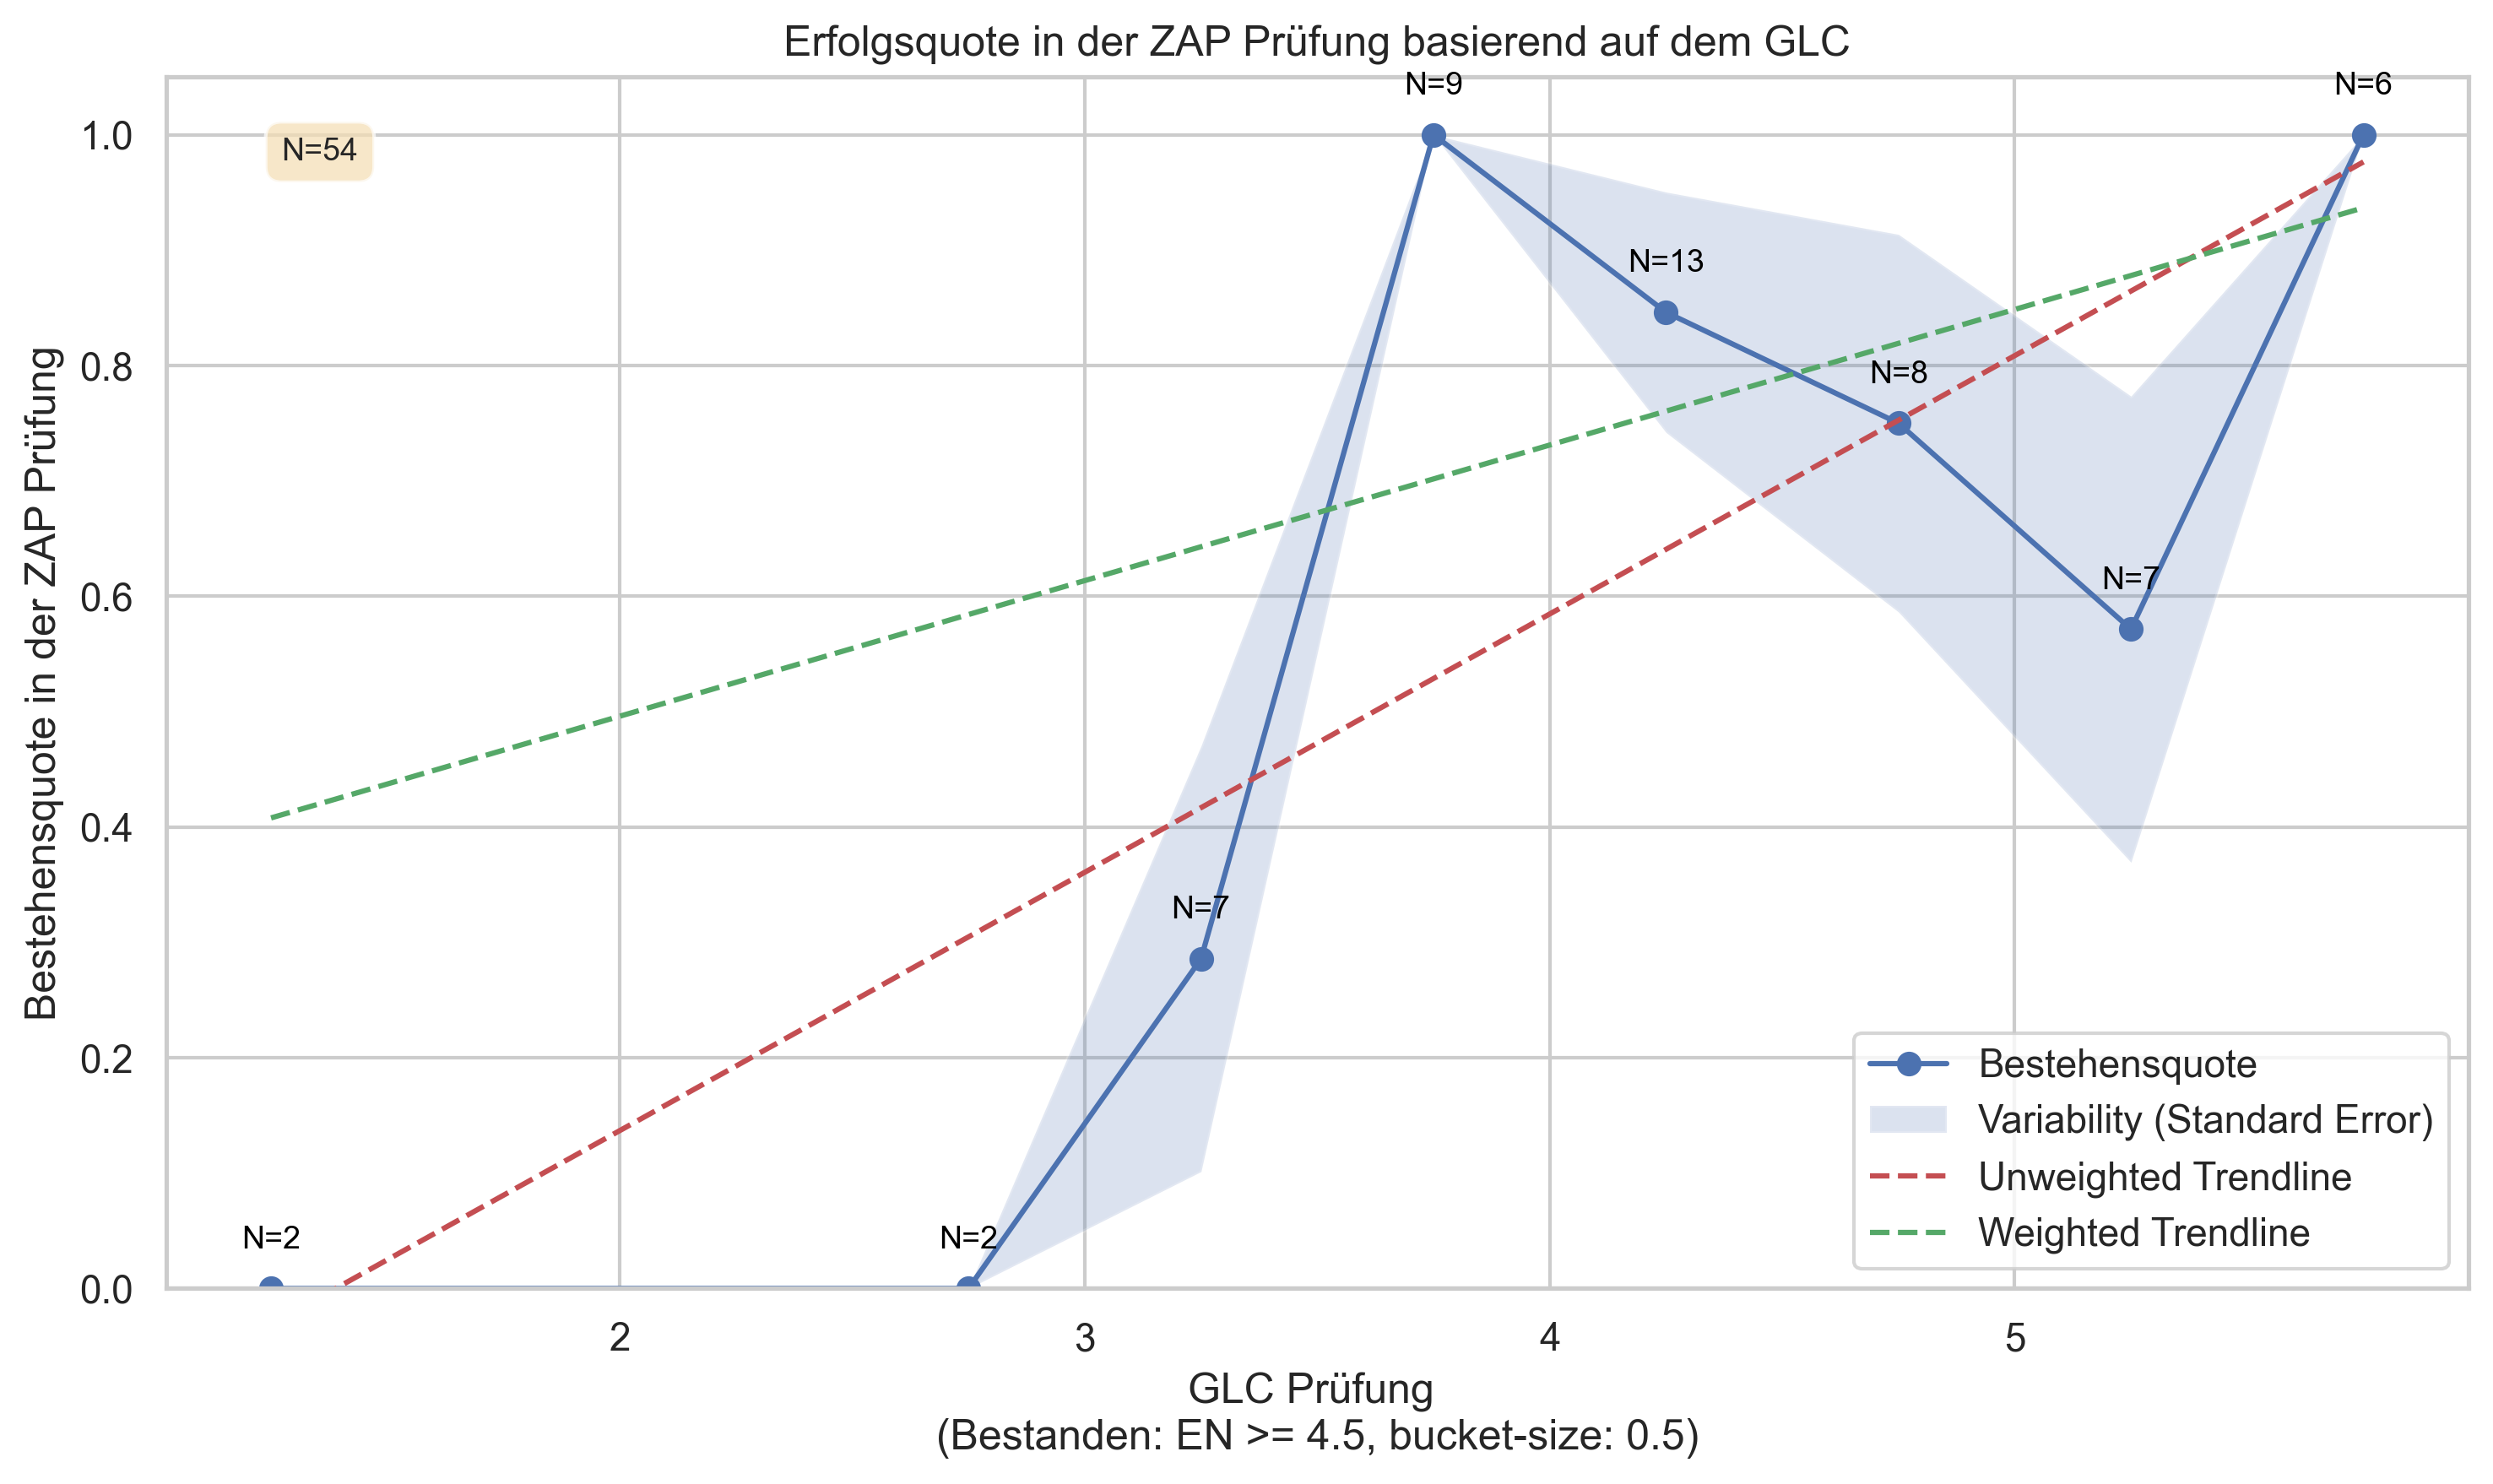 Erfolgsquote in der ZAP Prüfung basierend auf dem GLC
N=54
N=9
N=6
N=13
N=8
N=7
N=7
N=2
N=2
Bestehensquote in der ZAP Prüfung
1.0
0.8
0.6
0.4
0.2
0.0
2
3
4
5
Bestehensquote
Variability (Standard Error)
Unweighted Trendline
Weighted Trendline
GLC Prüfung
(Bestanden: EN >= 4.5, bucket-size: 0.5)